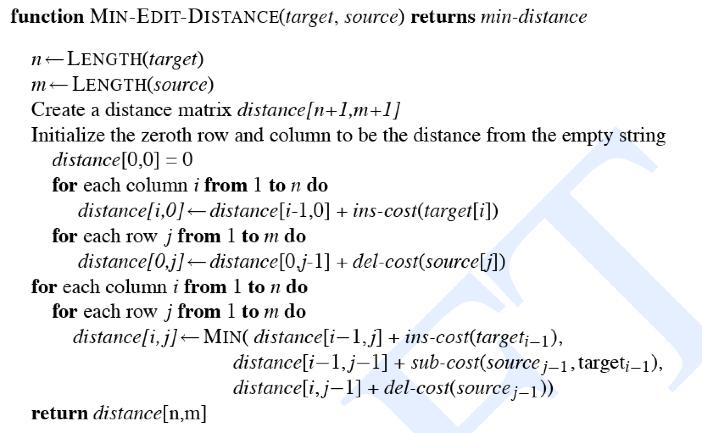 function MIN-EDIT-DISTANCE(target, source) returns min-distance
n←LENGTH(target)
m←LENGTH(source)
Create a distance matrix distance[n+1,m+1]
Initialize the zeroth row and column to be the distance from the empty string
distance[0,0] = 0
for each column i from 1 to n do
distance[i,0]←distance[i-1,0] + ins-cost(target[i])
for each row j from 1 to m do
distance[0,j]←distance[0,j-1] + del-cost(source[j])
for each column i from 1 to n do
for each row j from 1 to m do
distance[i,j]←MIN( distance[i−1,j] + ins-cost(targetᵢ₋₁),
distance[i−1,j−1] + sub-cost(sourceⱼ₋₁,targetᵢ₋₁),
distance[i,j−1] + del-cost(sourceⱼ₋₁))
return distance[n,m]